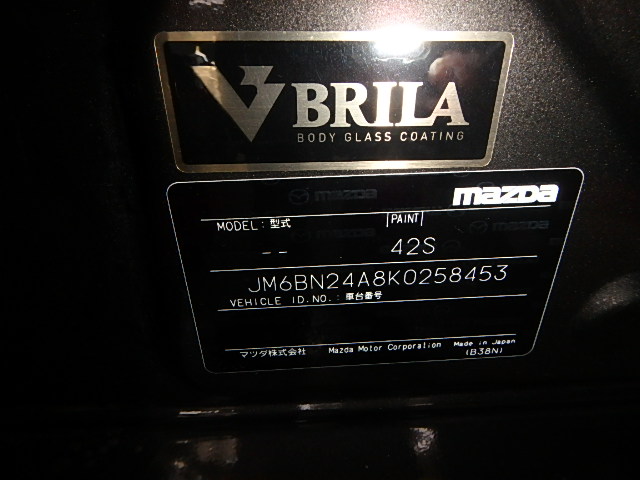 BRILA
BODY GLASS COATING
mazda
mazda
MODEL:型式
PAINT
--
42S
JM6BN24A8K0258453
VEHICLE ID.NO.:車台番号
マツダ株式会社 Mazda Motor Corporation Made in Japan
(B38N)